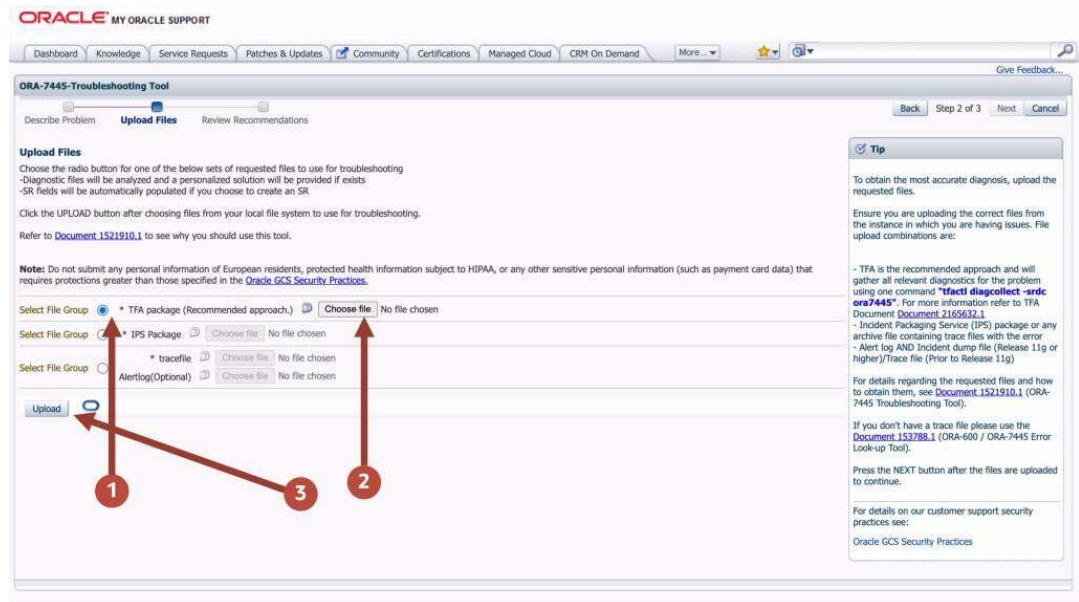 ORACLE® MY ORACLE SUPPORT
Dashboard Knowledge Service Requests Patches & Updates Community Certifications Managed Cloud CRM On Demand More...
Give Feedback...
ORA-7445-Troubleshooting Tool
Describe Problem Upload Files Review Recommendations
Back Step 2 of 3 Next Cancel
Upload Files
Choose the radio button for one of the below sets of requested files to use for troubleshooting
-Diagnostic files will be analyzed and a personalized solution will be provided if exists
-SR fields will be automatically populated if you choose to create an SR
Click the UPLOAD button after choosing files from your local file system to use for troubleshooting.
Refer to Document 1521910.1 to see why you should use this tool.
Note: Do not submit any personal information of European residents, protected health information subject to HIPAA, or any other sensitive personal information (such as payment card data) that
requires protections greater than those specified in the Oracle GCS Security Practices.
Select File Group * TFA package (Recommended approach.) Choose file No file chosen
Select File Group * IPS Package Choose file No file chosen
Select File Group * tracefile Choose file No file chosen
Alertlog(Optional) Choose file No file chosen
Upload
1
3
2
Tip
To obtain the most accurate diagnosis, upload the
requested files.
Ensure you are uploading the correct files from
the instance in which you are having issues. File
upload combinations are:
- TFA is the recommended approach and will
gather all relevant diagnostics for the problem
using one command "tfactl diagcollect -srdc
ora7445". For more information refer to TFA
Document Document 2165632.1
- Incident Packaging Service (IPS) package or any
archive file containing trace files with the error
- Alert log AND Incident dump file (Release 11g or
higher)/Trace file (Prior to Release 11g)
For details regarding the requested files and how
to obtain them, see Document 1521910.1 (ORA-
7445 Troubleshooting Tool).
If you don't have a trace file please use the
Document 153788.1 (ORA-600 / ORA-7445 Error
Look-up Tool).
Press the NEXT button after the files are uploaded
to continue.
For details on our customer support security
practices see:
Oracle GCS Security Practices